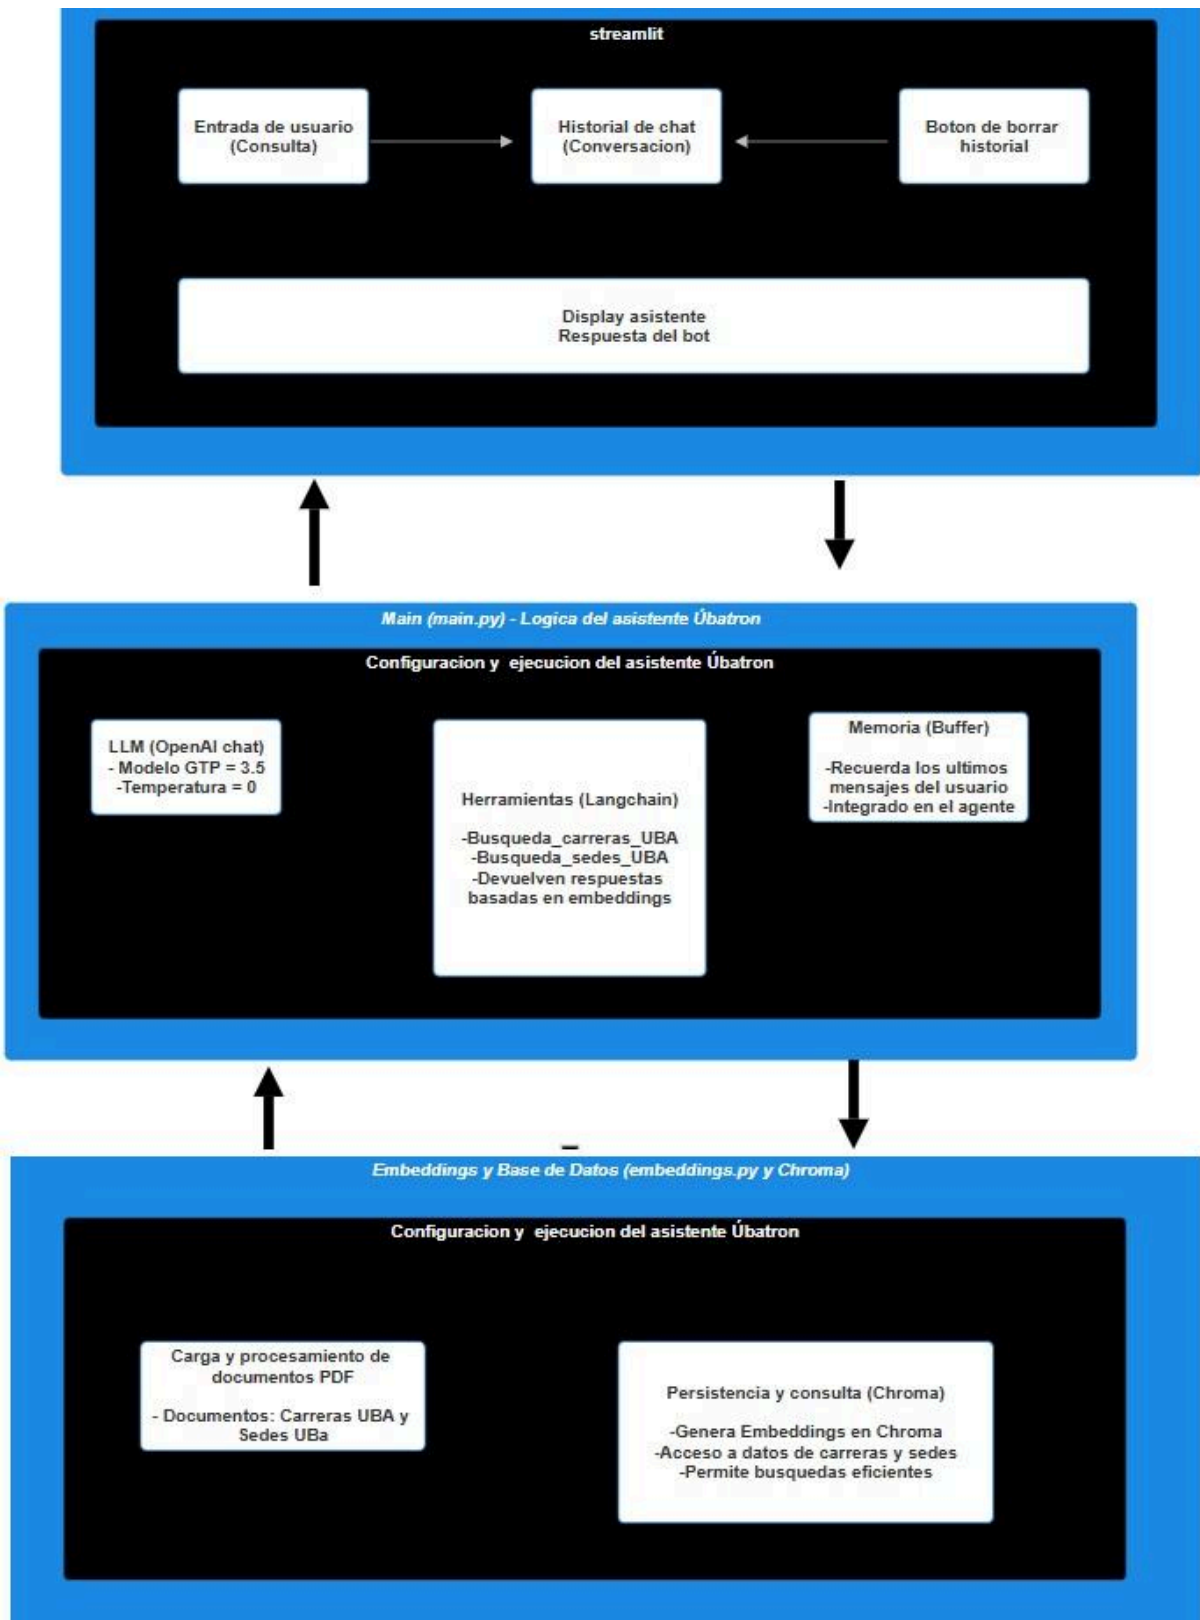 streamlit
Entrada de usuario
(Consulta)
Historial de chat
(Conversacion)
Boton de borrar
historial
Display asistente
Respuesta del bot
Main (main.py) - Logica del asistente Úbatron
Configuracion y ejecucion del asistente Úbatron
LLM (OpenAI chat)
- Modelo GTP = 3.5
-Temperatura = 0
Herramientas (Langchain)
-Busqueda_carreras_UBA
-Busqueda_sedes_UBA
-Devuelven respuestas
basadas en embeddings
Memoria (Buffer)
-Recuerda los ultimos
mensajes del usuario
-Integrado en el agente
Embeddings y Base de Datos (embeddings.py y Chroma)
Configuracion y ejecucion del asistente Úbatron
Carga y procesamiento de
documentos PDF
- Documentos: Carreras UBA y
Sedes UBa
Persistencia y consulta (Chroma)
-Genera Embeddings en Chroma
-Acceso a datos de carreras y sedes
-Permite busquedas eficientes